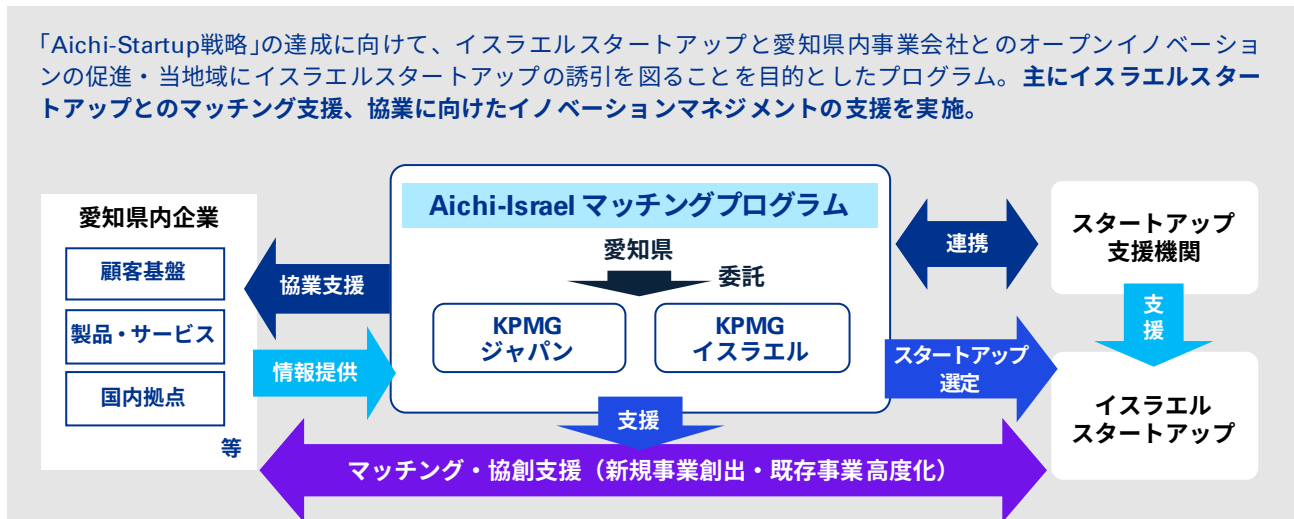 「Aichi-Startup戦略」の達成に向けて、イスラエルスタートアップと愛知県内事業会社とのオープンイノベーショ
ンの促進・当地域にイスラエルスタートアップの誘引を図ることを目的としたプログラム。主にイスラエルスター
トアップとのマッチング支援、協業に向けたイノベーションマネジメントの支援を実施。
愛知県内企業
顧客基盤
製品・サービス
国内拠点
等
協業支援
情報提供
Aichi-Israel マッチングプログラム
愛知県
委託
KPMG
ジャパン
KPMG
イスラエル
支援
連携
スタートアップ
選定
スタートアップ
支援機関
支
援
イスラエル
スタートアップ
マッチング・協創支援（新規事業創出・既存事業高度化）